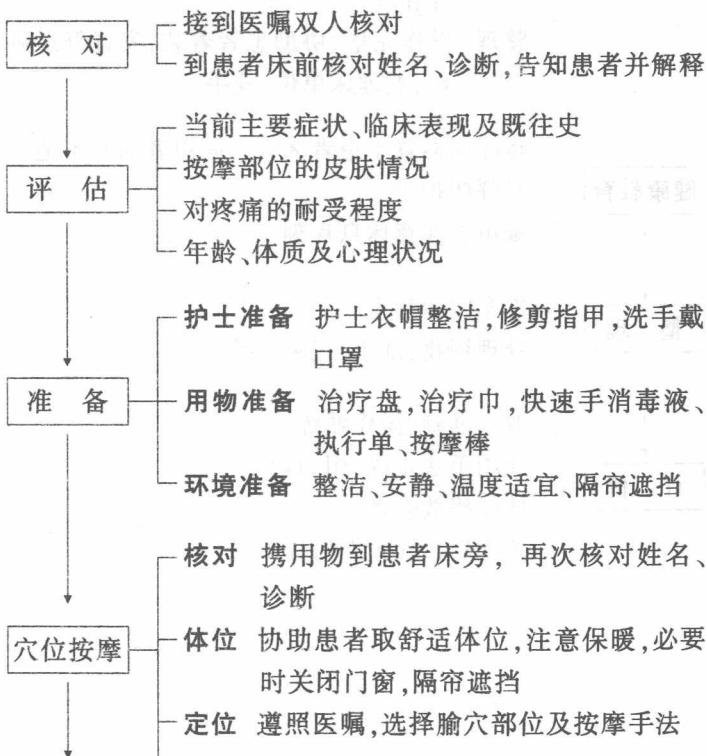 核 对
接到医嘱双人核对
到患者床前核对姓名、诊断,告知患者并解释
评 估
当前主要症状、临床表现及既往史
按摩部位的皮肤情况
对疼痛的耐受程度
年龄、体质及心理状况
准 备
护士准备 护士衣帽整洁,修剪指甲,洗手戴
口罩
用物准备 治疗盘,治疗巾,快速手消毒液、
执行单、按摩棒
环境准备 整洁、安静、温度适宜、隔帘遮挡
穴位按摩
核对 携用物到患者床旁，再次核对姓名、
诊断
体位 协助患者取舒适体位,注意保暖,必要
时关闭门窗,隔帘遮挡
定位 遵照医嘱,选择腧穴部位及按摩手法